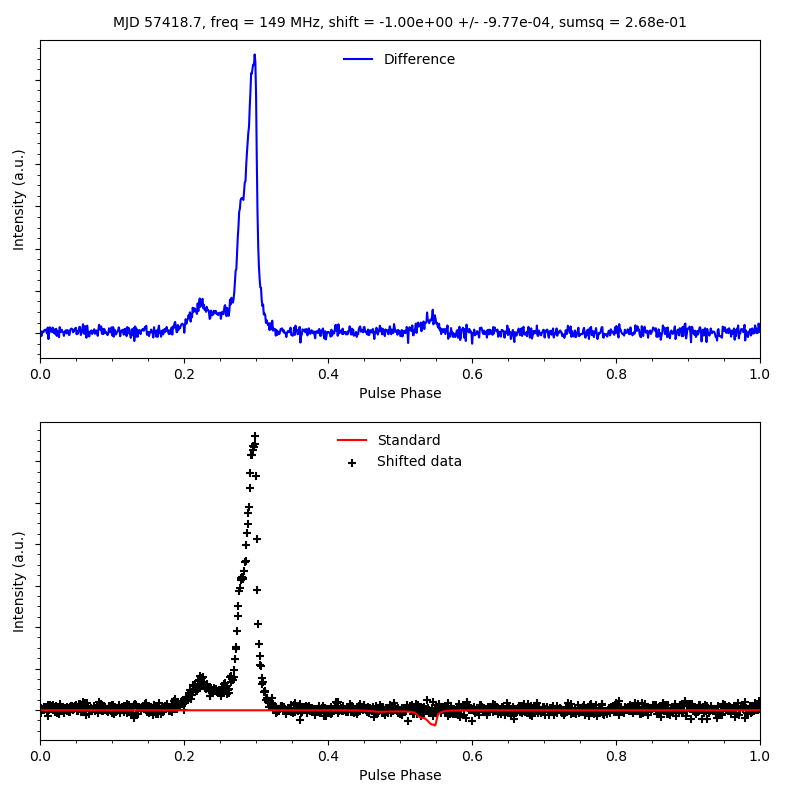 MJD 57418.7, freq = 149 MHz, shift = -1.00e+00 +/- -9.77e-04, sumsq = 2.68e-01
Difference
Intensity (a.u.)
0.0 0.2 0.4 0.6 0.8 1.0
Pulse Phase
Standard
Shifted data
Intensity (a.u.)
0.0 0.2 0.4 0.6 0.8 1.0
Pulse Phase